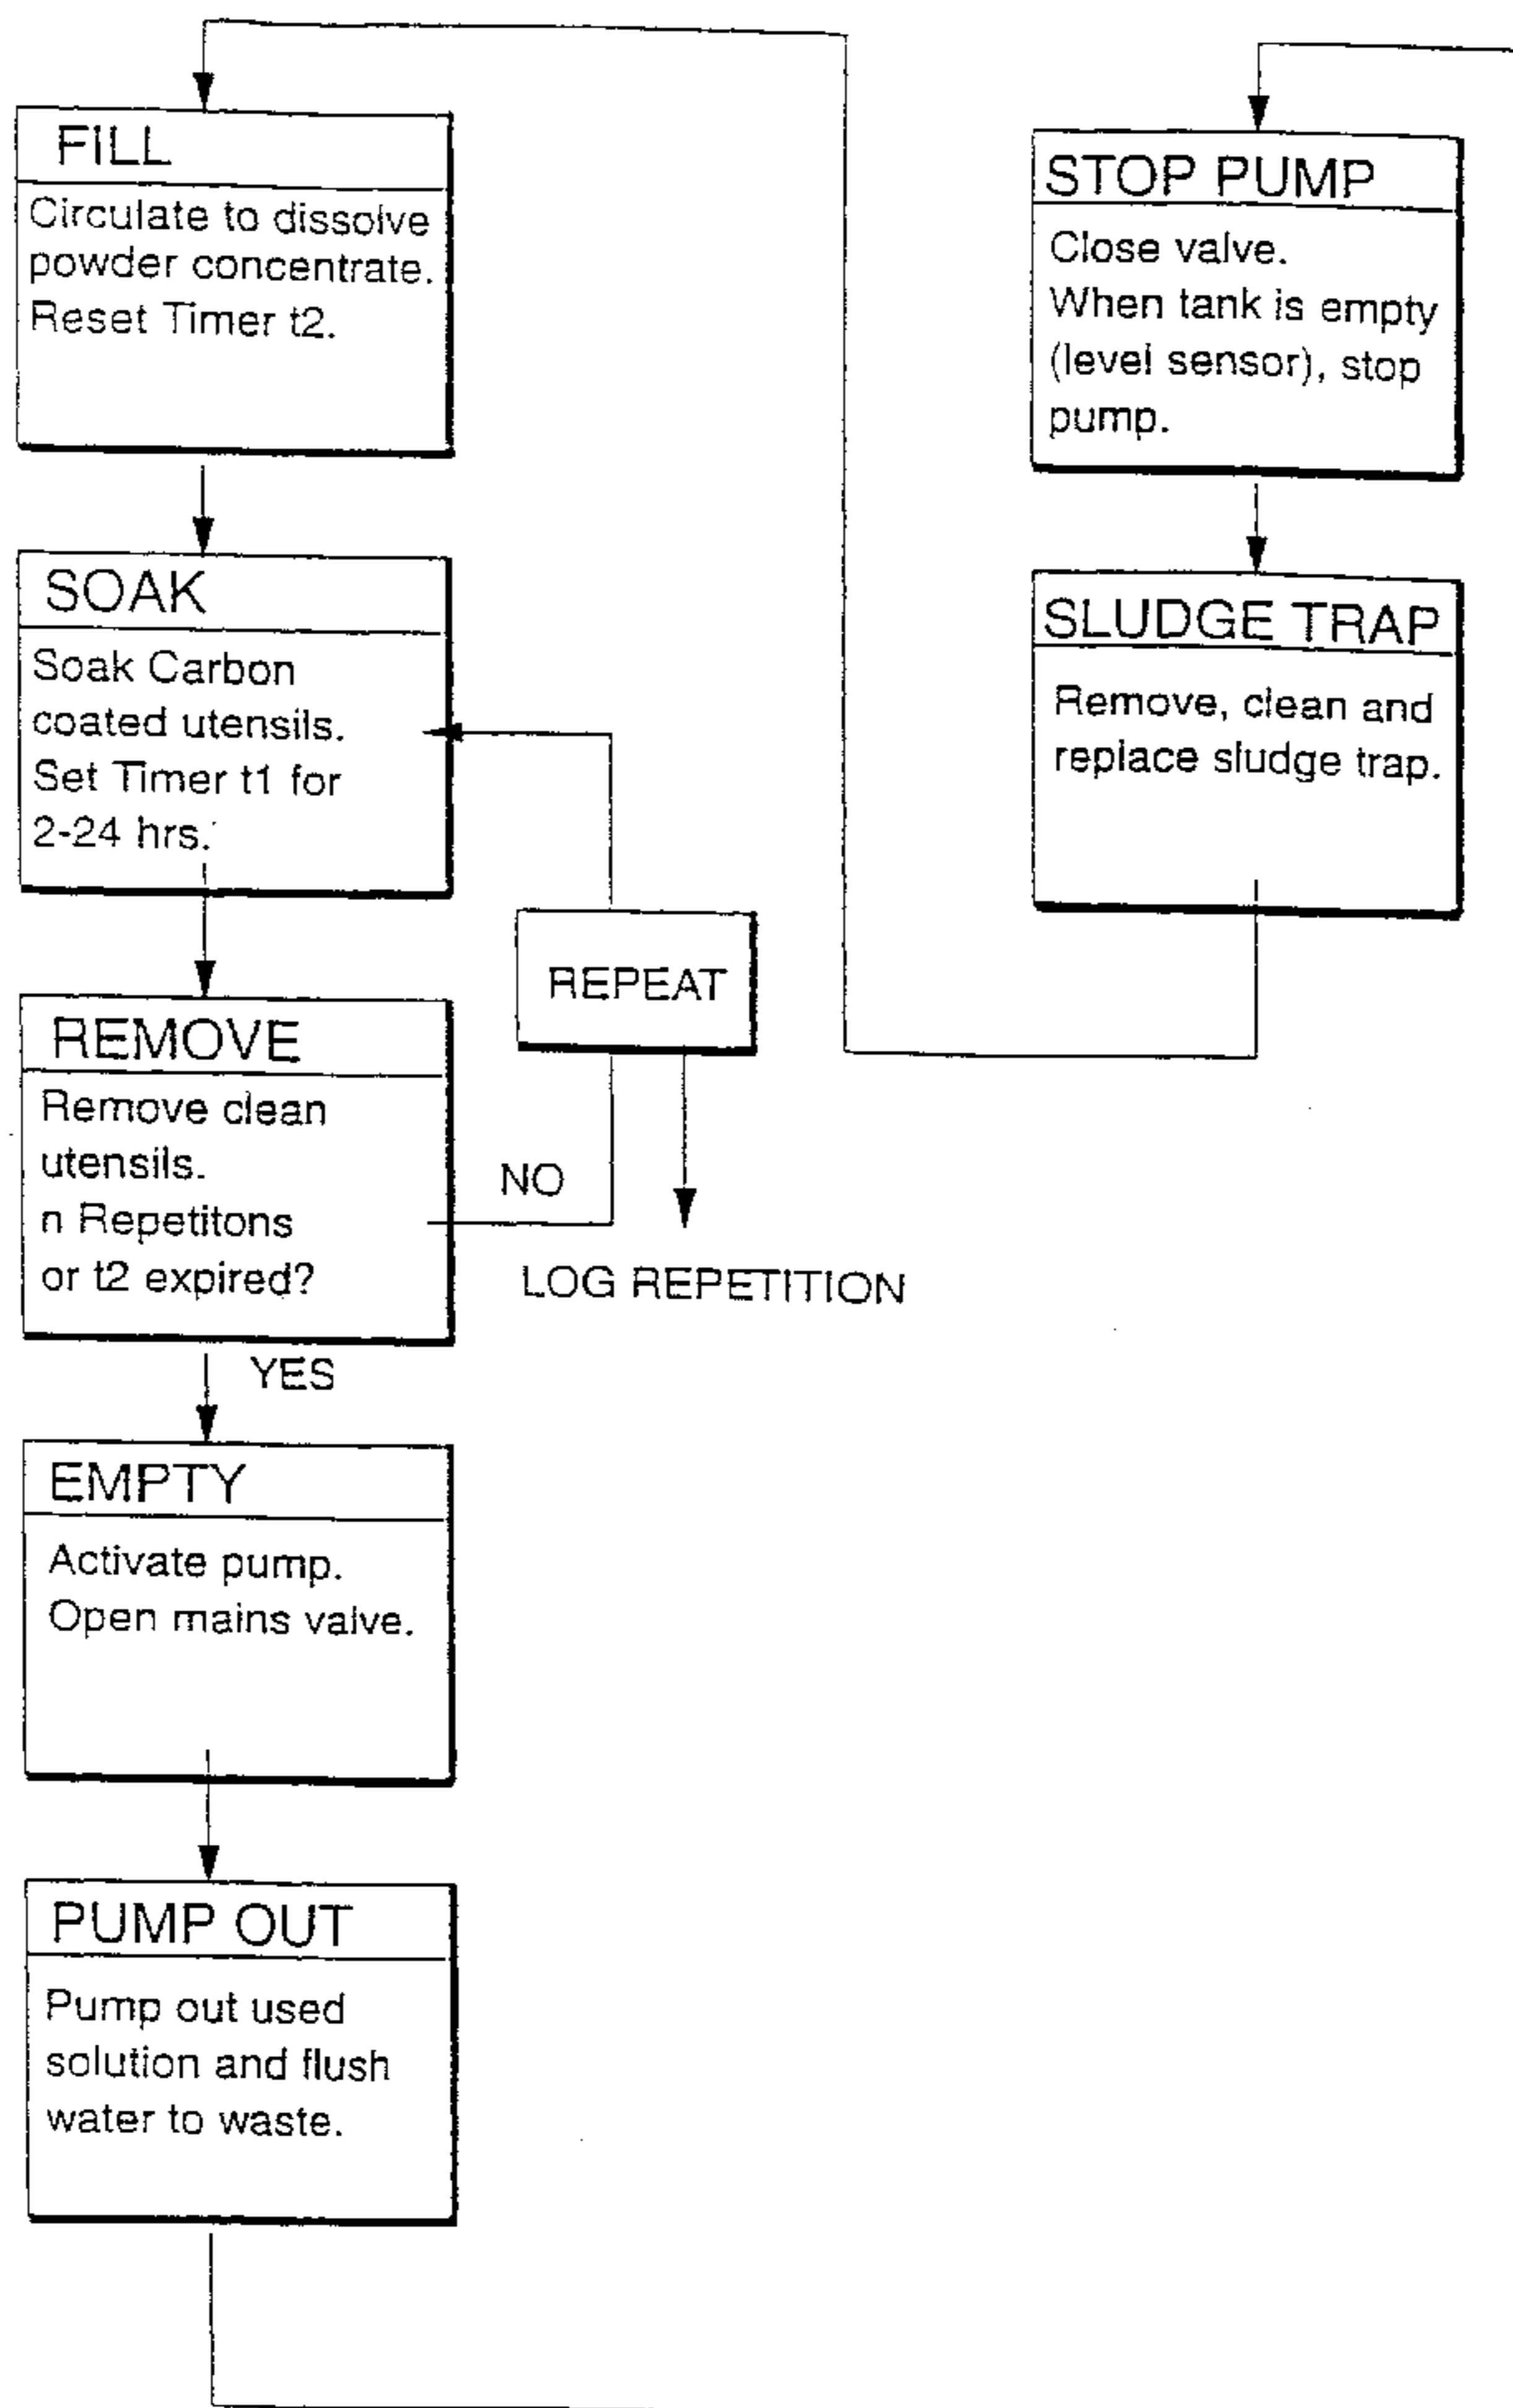 FILL
Circulate to dissolve
powder concentrate.
Reset Timer t2.
SOAK
Soak Carbon
coated utensils.
Set Timer t1 for
2-24 hrs.
REPEAT
REMOVE
Remove clean
utensils.
n Repetitons
or t2 expired?
NO
LOG REPETITION
YES
EMPTY
Activate pump.
Open mains valve.
PUMP OUT
Pump out used
solution and flush
water to waste.
STOP PUMP
Close valve.
When tank is empty
(level sensor), stop
pump.
SLUDGE TRAP
Remove, clean and
replace sludge trap.